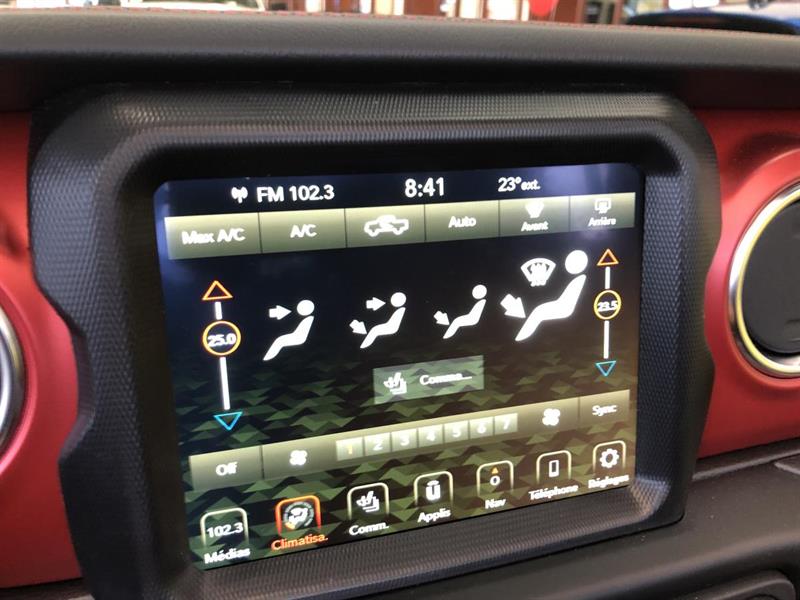 FM 102.3 8:41 23° ext.
Max A/C A/C Auto Avant Arrière
25.0 23.5
Comma...
Off 1 2 3 4 5 6 7 Sync
102.3
Médias Climatisa. Comm. Applis Nav Téléphone Réglages